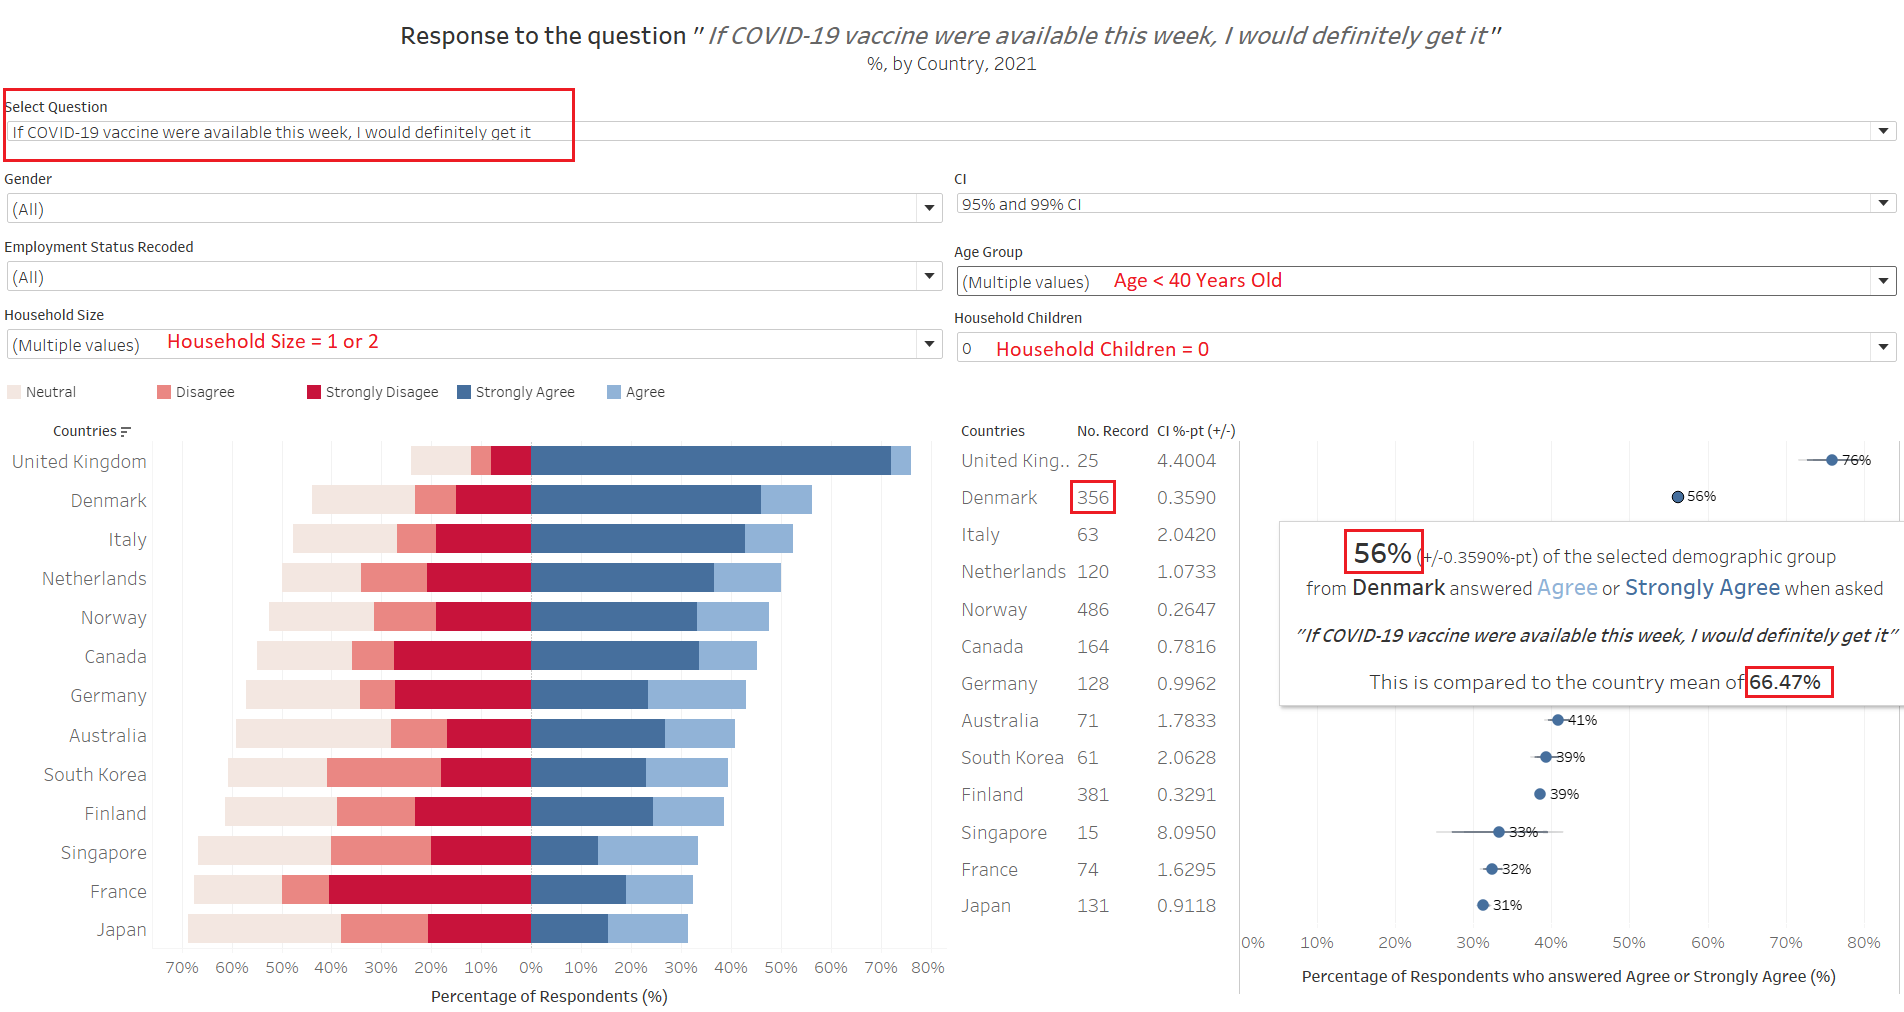 Response to the question "If COVID-19 vaccine were available this week, I would definitely get it"
%, by Country, 2021
Select Question
If COVID-19 vaccine were available this week, I would definitely get it
Gender
(All)
CI
95% and 99% CI
Employment Status Recoded
(All)
Age Group
(Multiple values) Age < 40 Years Old
Household Size
(Multiple values) Household Size = 1 or 2
Household Children
0 Household Children = 0
Neutral Disagree Strongly Disagee Strongly Agree Agree
Countries
United Kingdom
Denmark
Italy
Netherlands
Norway
Canada
Germany
Australia
South Korea
Finland
Singapore
France
Japan
70% 60% 50% 40% 30% 20% 10% 0% 10% 20% 30% 40% 50% 60% 70% 80%
Percentage of Respondents (%)
Countries No. Record CI %-pt (+/-)
United King.. 25 4.4004 76%
Denmark 356 0.3590 56%
Italy 63 2.0420
Netherlands 120 1.0733
Norway 486 0.2647
Canada 164 0.7816
Germany 128 0.9962
Australia 71 1.7833 41%
South Korea 61 2.0628 39%
Finland 381 0.3291 39%
Singapore 15 8.0950 33%
France 74 1.6295 32%
Japan 131 0.9118 31%
56% (+/-0.3590%-pt) of the selected demographic group
from Denmark answered Agree or Strongly Agree when asked
"If COVID-19 vaccine were available this week, I would definitely get it"
This is compared to the country mean of 66.47%
0% 10% 20% 30% 40% 50% 60% 70% 80%
Percentage of Respondents who answered Agree or Strongly Agree (%)